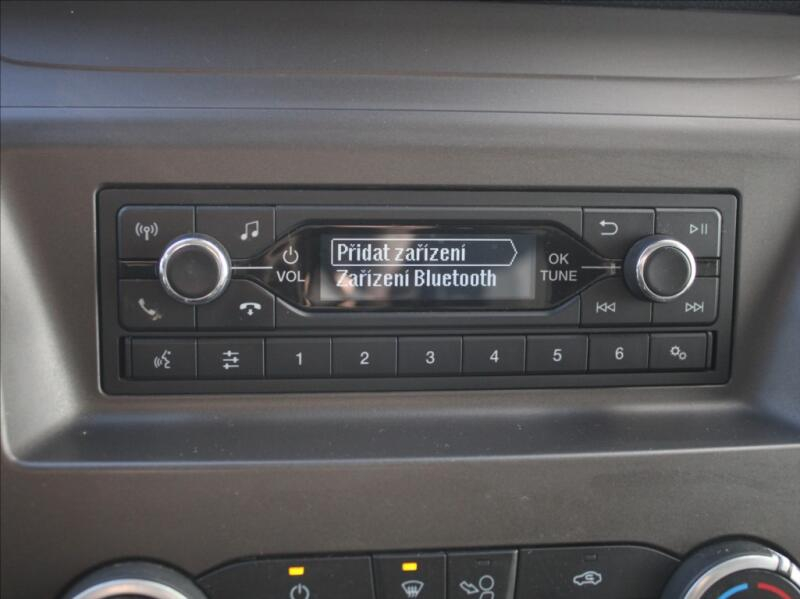 Přidat zařízení
Zařízení Bluetooth
VOL
OK
TUNE
1 2 3 4 5 6